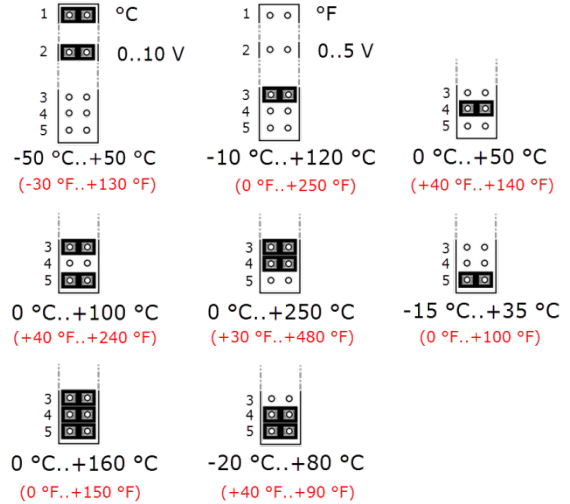 1 °C
2 0..10 V
3
4
5
-50 °C..+50 °C
(-30 °F..+130 °F)
1 °F
2 0..5 V
3
4
5
-10 °C..+120 °C
(0 °F..+250 °F)
3
4
5
0 °C..+50 °C
(+40 °F..+140 °F)
3
4
5
0 °C..+100 °C
(+40 °F..+240 °F)
3
4
5
0 °C..+250 °C
(+30 °F..+480 °F)
3
4
5
-15 °C..+35 °C
(0 °F..+100 °F)
3
4
5
0 °C..+160 °C
(0 °F..+150 °F)
3
4
5
-20 °C..+80 °C
(+40 °F..+90 °F)